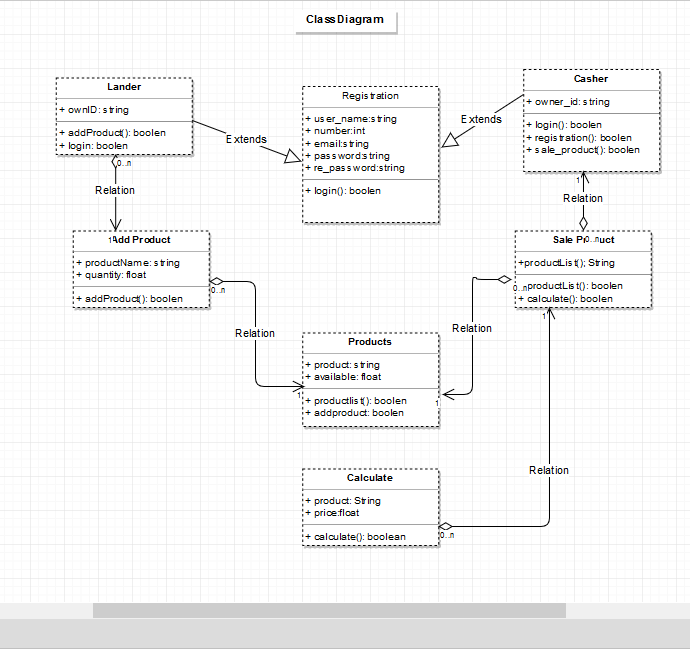 Class Diagram
Lander
+ ownID: string
+ addProduct(): boolen
+ login: boolen
Registration
+ user_name:string
+ number:int
+ email:string
+ password:string
+ re_password:string
+ login(): boolen
Casher
+ owner_id: string
+ login(): boolen
+ registration(): boolen
+ sale_product(): boolen
Extends
Extends
0..n
Relation
1
Add Product
+ productName: string
+ quantity: float
+ addProduct(): boolen
0..n
Relation
1
Relation
0..n
Sale Product
+productList(); String
productList(): boolen
+ calculate(): boolen
0..n
1
Relation
1
Products
+ product: string
+ available: float
+ productlist(): boolen
+ addproduct: boolen
1
Calculate
+ product: String
+ price:float
+ calculate(): boolean
0..n
Relation